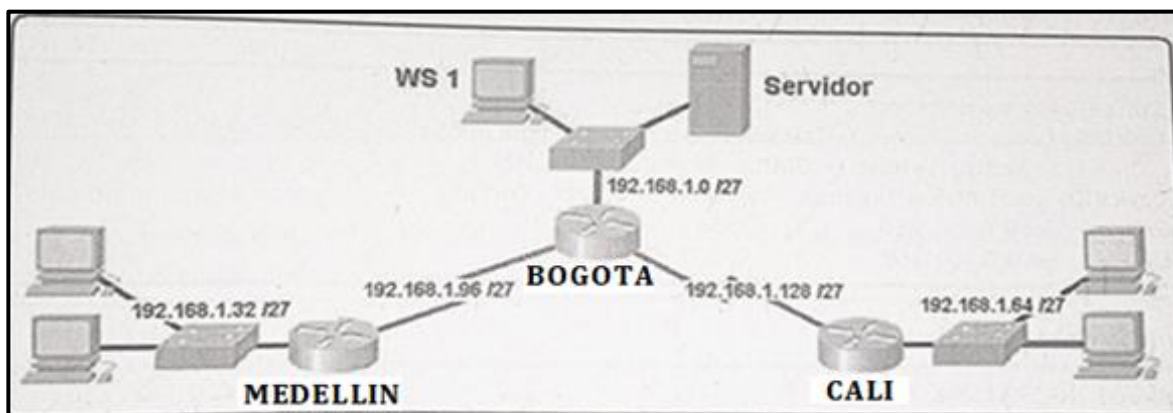 WS 1
Servidor
192.168.1.0 /27
BOGOTA
192.168.1.96 /27
192.168.1.128 /27
192.168.1.32 /27
192.168.1.64 /27
MEDELLIN
CALI